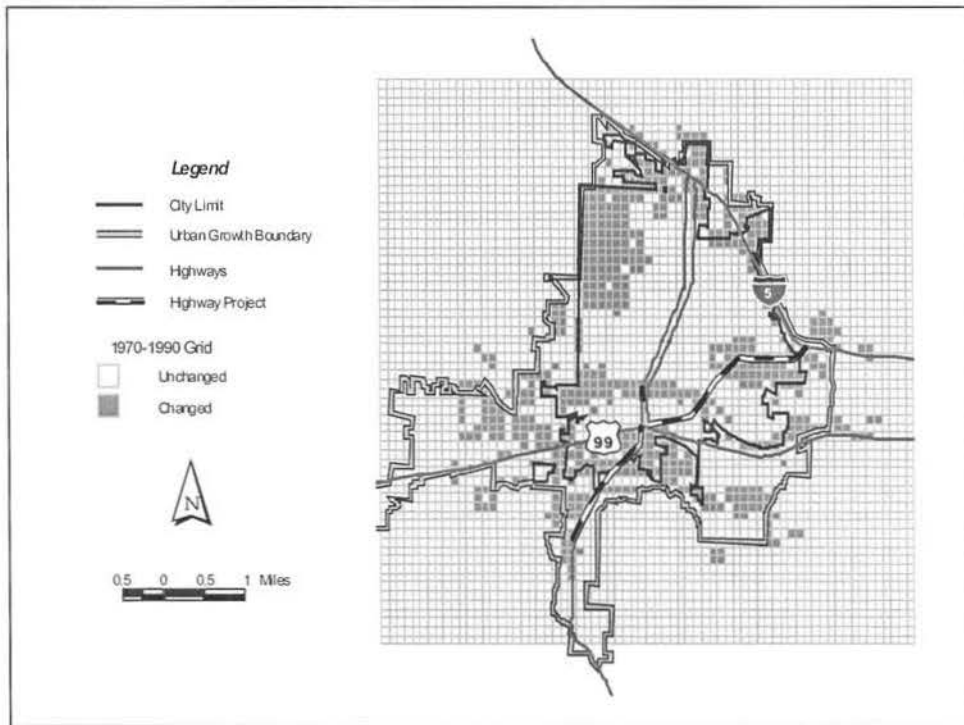 Legend
City Limit
Urban Growth Boundary
Highways
Highway Project
1970-1990 Grid
Unchanged
Changed
N
0.5 0 0.5 1 Miles
5
99